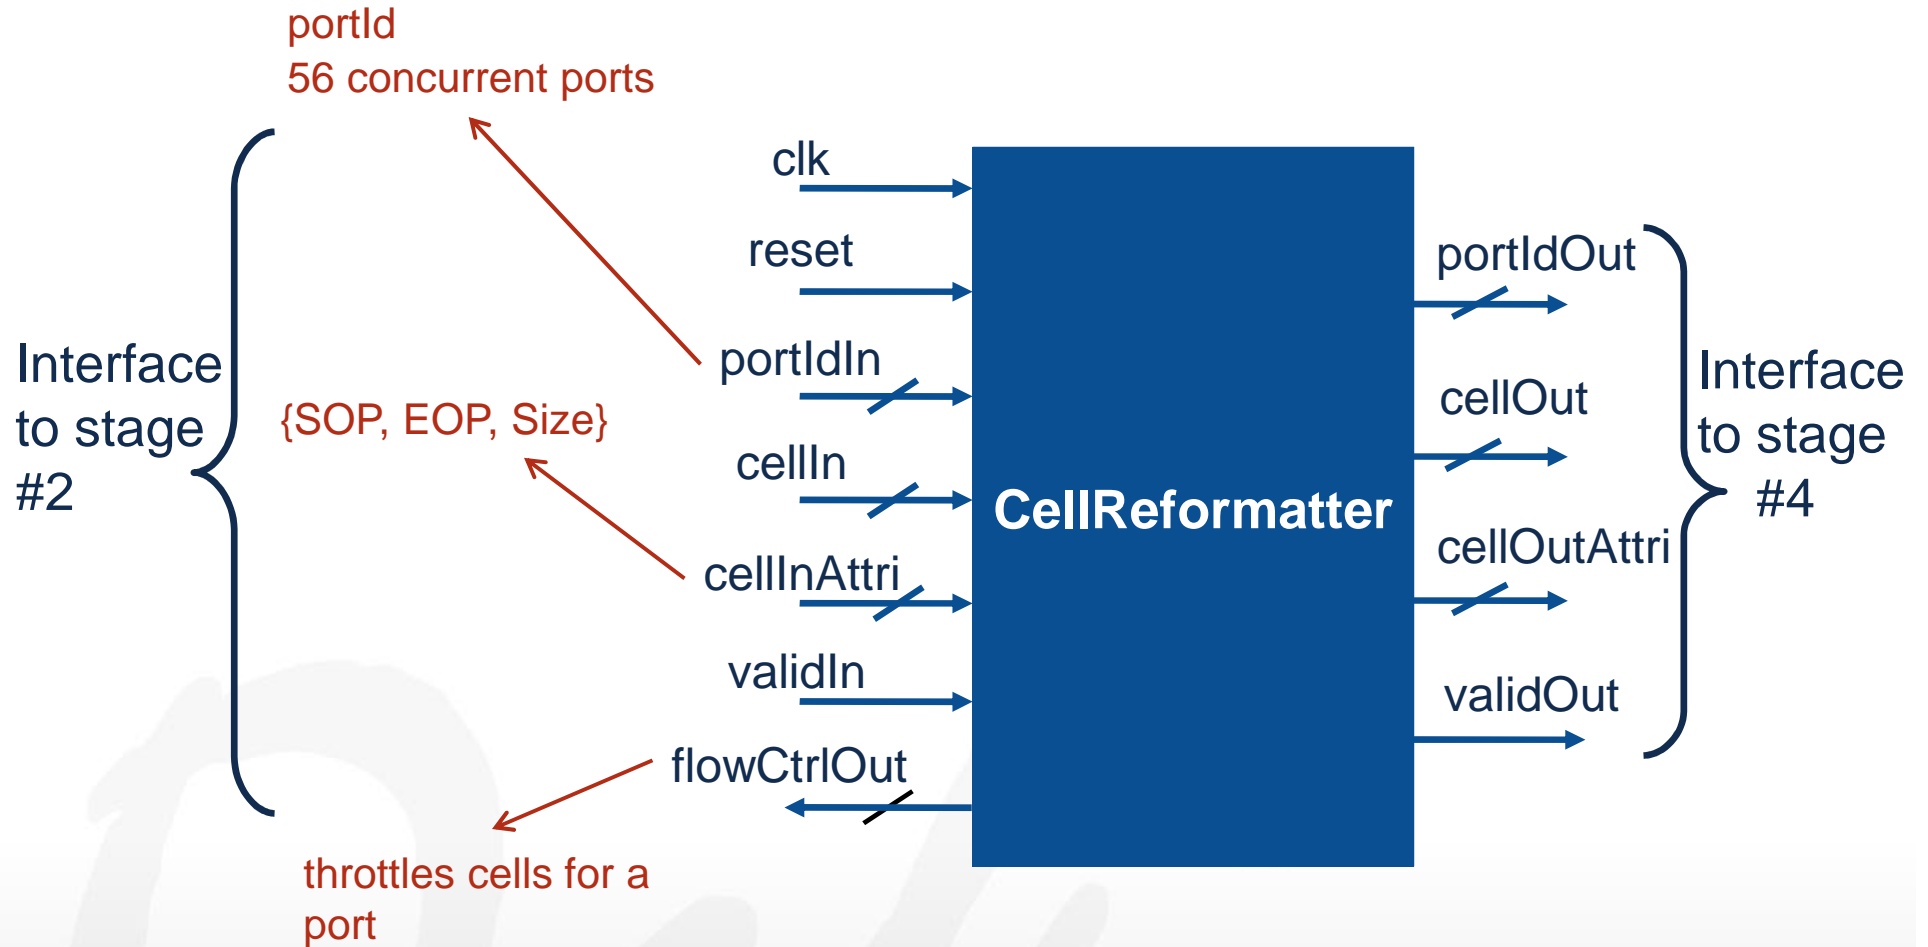 portId
56 concurrent ports
clk
reset
portIdIn
cellIn
cellInAttri
validIn
flowCtrlOut
Interface
to stage
#2
{SOP, EOP, Size}
throttles cells for a
port
CellReformatter
portIdOut
cellOut
cellOutAttri
validOut
Interface
to stage
#4